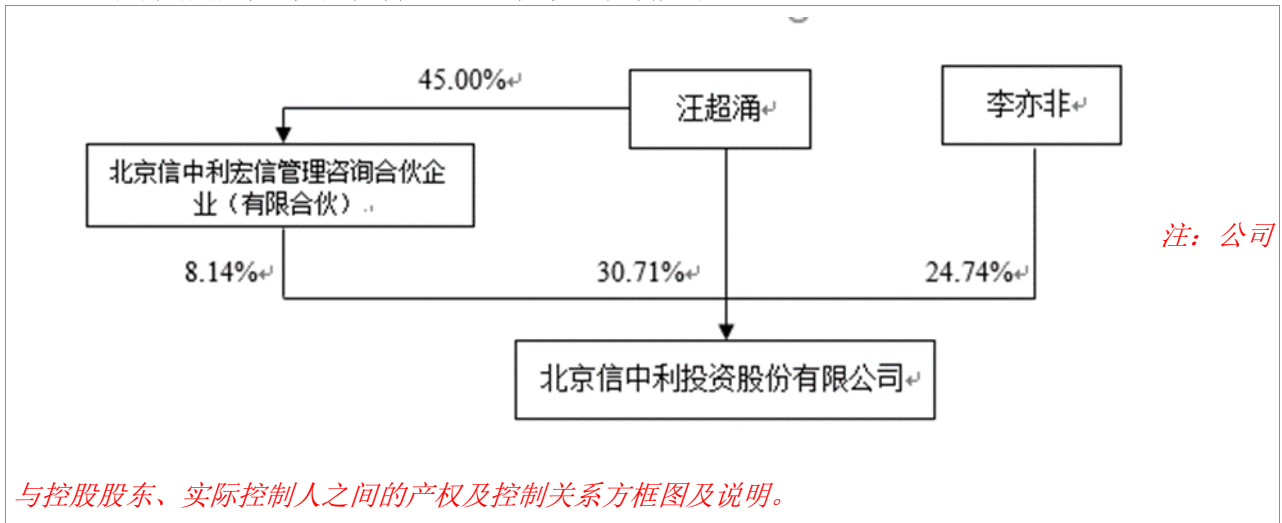 45.00%
汪超涌
李亦非
北京信中利宏信管理咨询合伙企
业（有限合伙）
注：公司
8.14%
30.71%
24.74%
北京信中利投资股份有限公司
与控股股东、实际控制人之间的产权及控制关系方框图及说明。